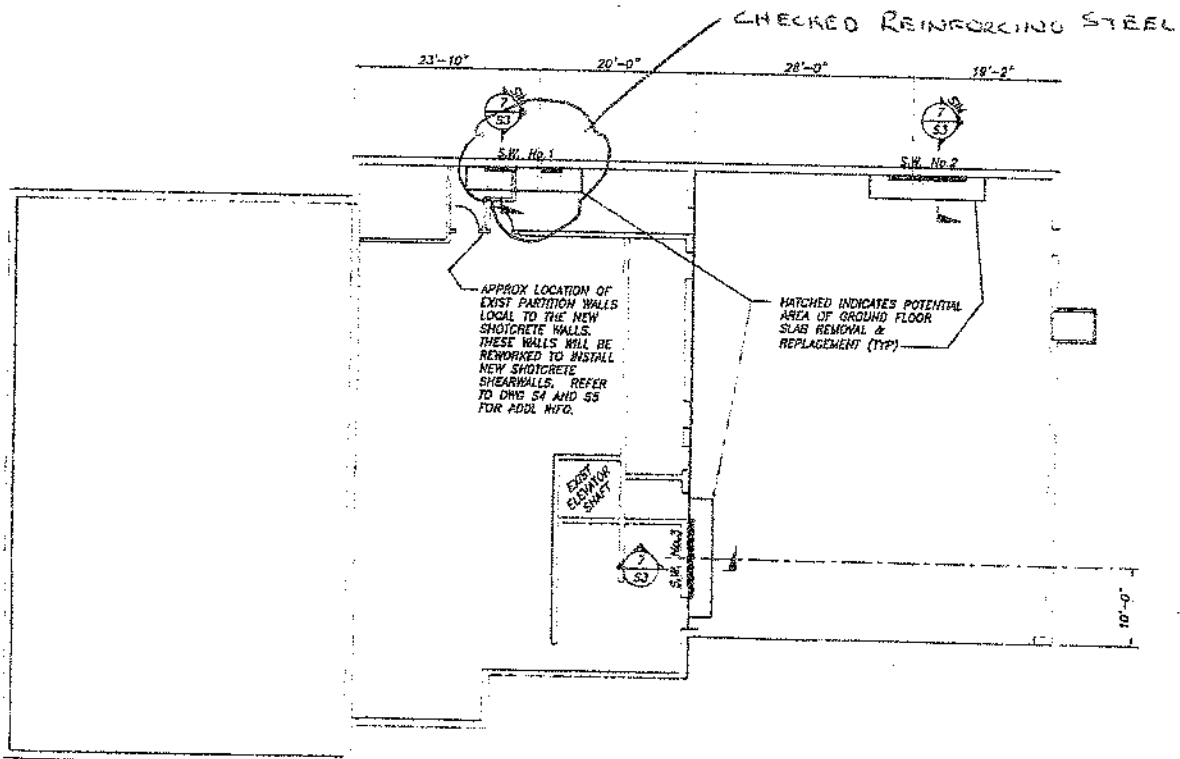 CHECKED REINFORCING STEEL
23'-10"
20'-0"
28'-0"
19'-2"
7
S3
7
S3
S.W. No.1
S.W. No.2
APPROX LOCATION OF
EXIST PARTITION WALLS
LOCAL TO THE NEW
SHOTCRETE WALLS.
THESE WALLS WILL BE
REWORKED TO INSTALL
NEW SHOTCRETE
SHEARWALLS. REFER
TO DWG S4 AND S5
FOR ADDL INFO.
HATCHED INDICATES POTENTIAL
AREA OF GROUND FLOOR
SLAB REMOVAL &
REPLACEMENT (TYP)
EXIST
ELEVATOR
SHAFT
7
S3
S.W. No.3
10'-0"